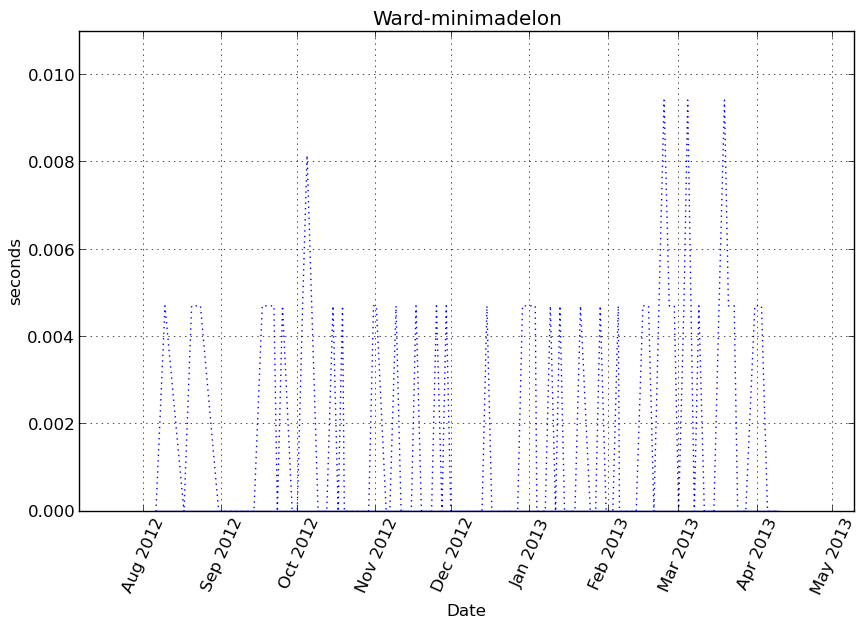 Ward-minimadelon
0.010
0.008
0.006
0.004
0.002
0.000
seconds
Aug 2012
Sep 2012
Oct 2012
Nov 2012
Dec 2012
Jan 2013
Feb 2013
Mar 2013
Apr 2013
May 2013
Date